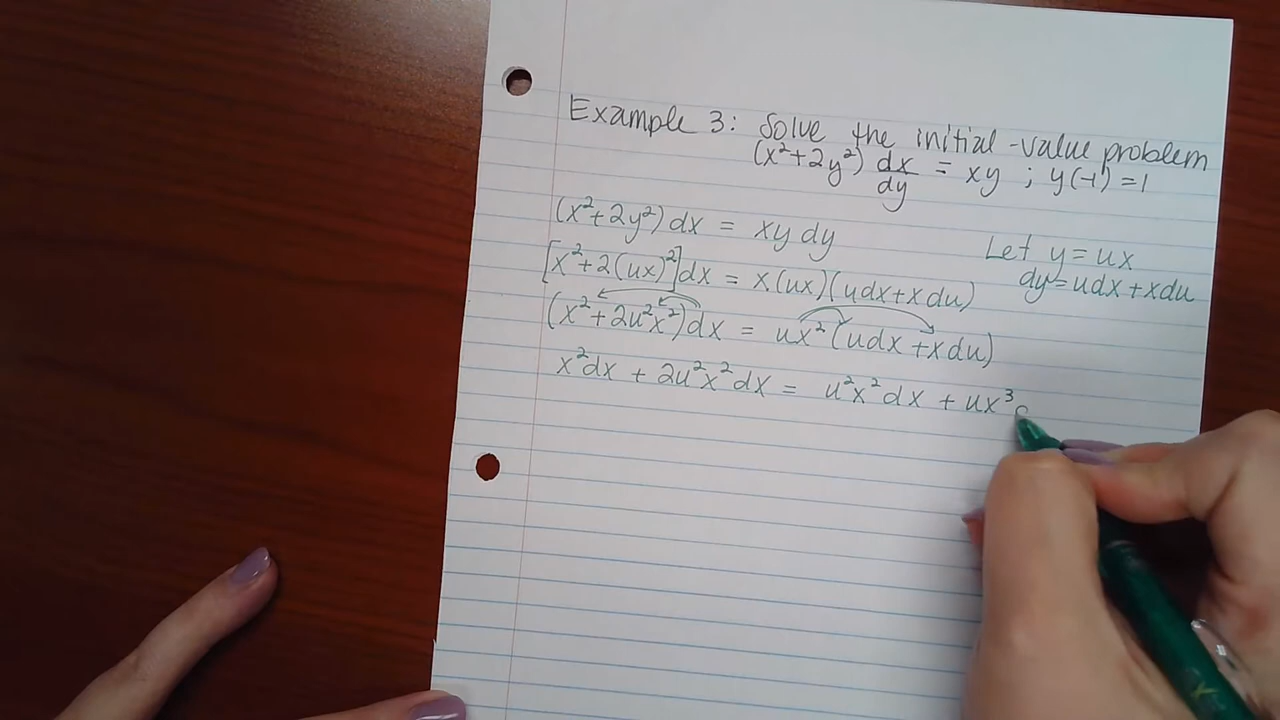 Example 3: Solve the initial-value problem
(x²+2y²) dx/dy = xy ; y(-1)=1
(x²+2y²)dx = xy dy
Let y=ux
[x²+2(ux)²]dx = x(ux)(udx+xdu)
dy=udx+xdu
(x²+2u²x²)dx = ux²(udx+xdu)
x²dx + 2u²x²dx = u²x²dx + ux³